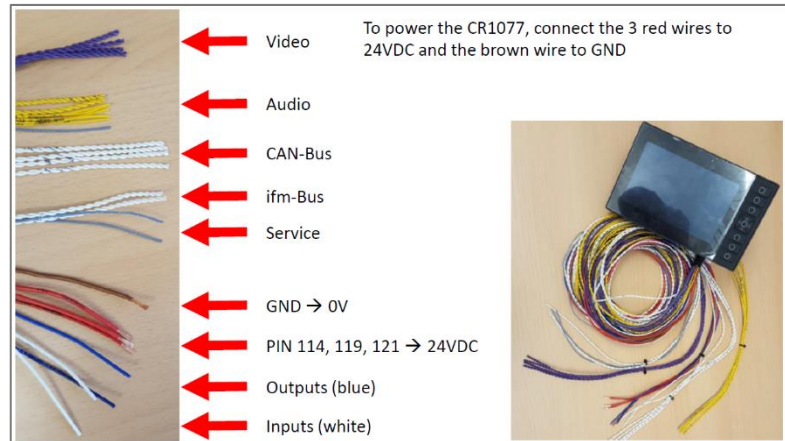 Video
To power the CR1077, connect the 3 red wires to
24VDC and the brown wire to GND
Audio
CAN-Bus
ifm-Bus
Service
GND → 0V
PIN 114, 119, 121 → 24VDC
Outputs (blue)
Inputs (white)